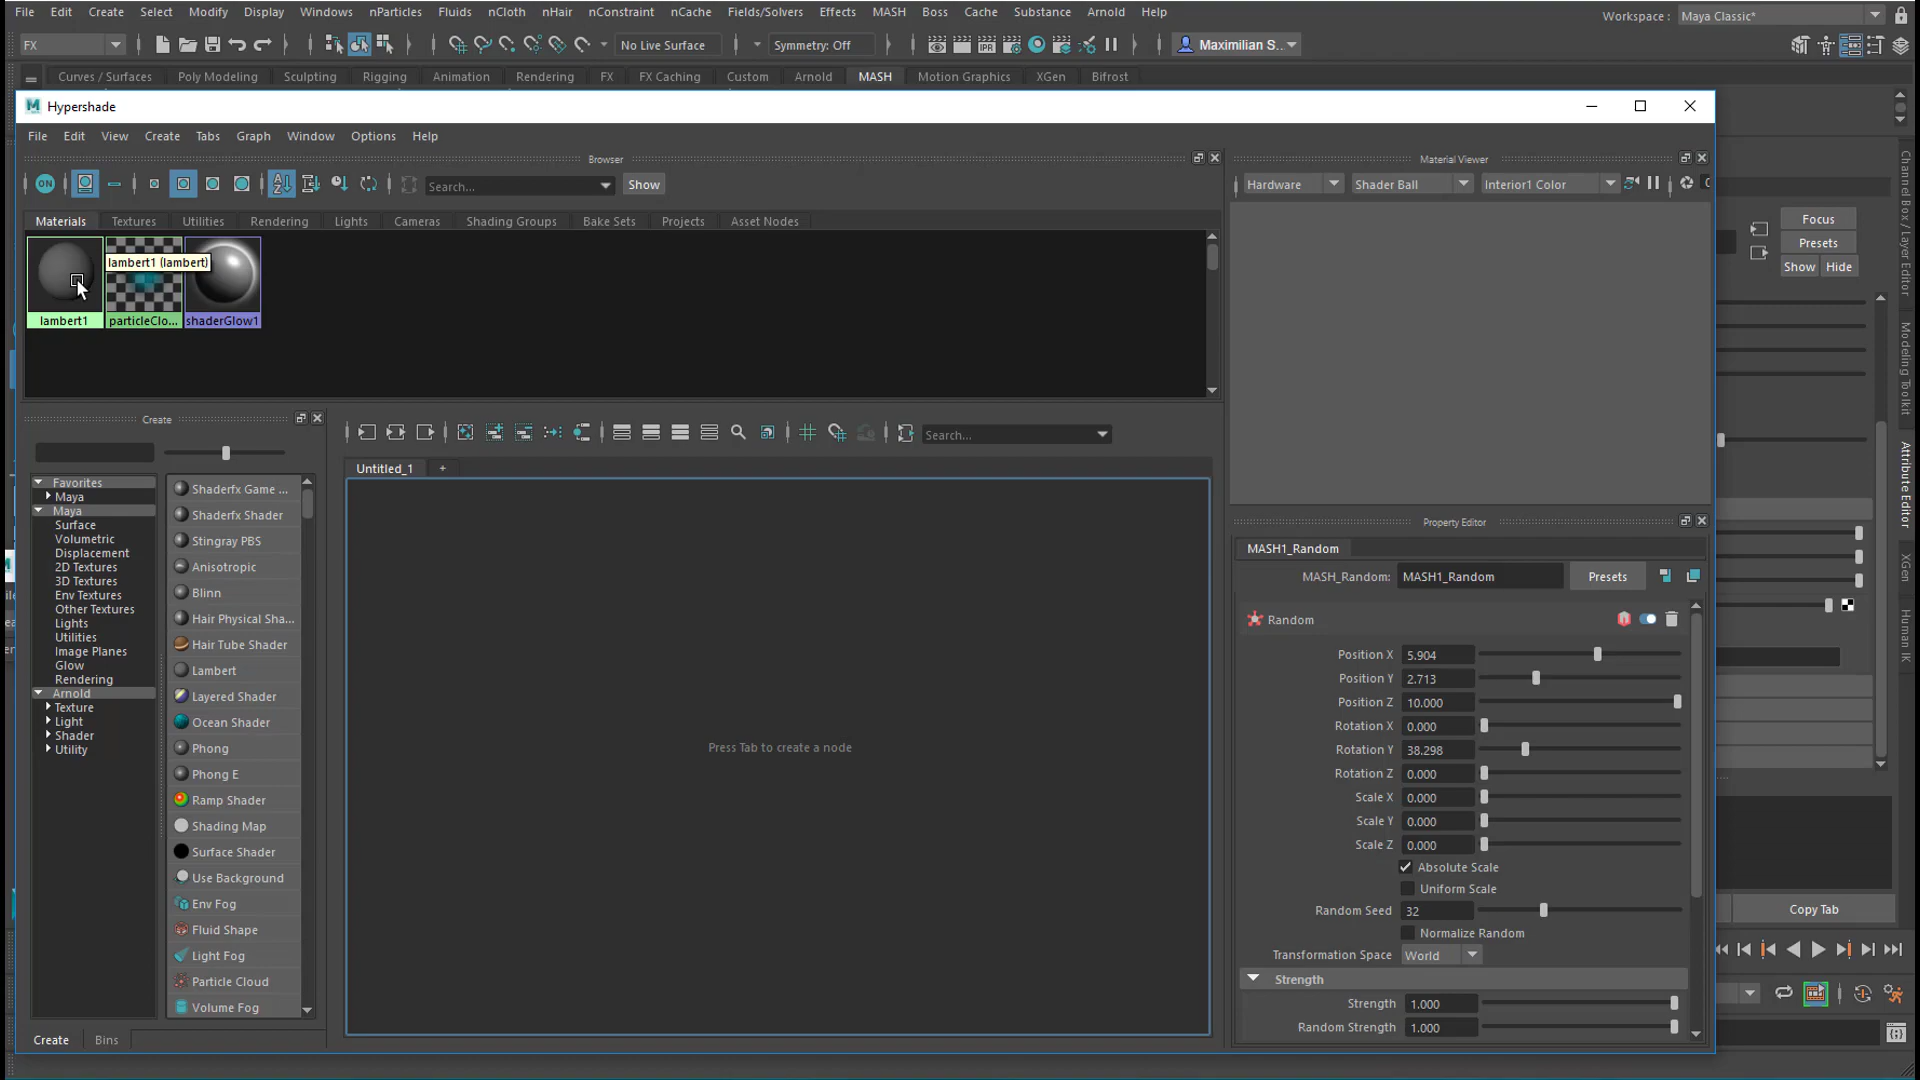 File Edit Create Select Modify Display Windows nParticles Fluids nCloth nHair nConstraint nCache Fields/Solvers Effects MASH Boss Cache Substance Arnold Help Workspace : Maya Classic*
FX No Live Surface Symmetry: Off Maximilian S...
Curves / Surfaces Poly Modeling Sculpting Rigging Animation Rendering FX FX Caching Custom Arnold MASH Motion Graphics XGen Bifrost
Hypershade
File Edit View Create Tabs Graph Window Options Help
Browser
Material Viewer
ON Search... Show
Hardware Shader Ball Interior1 Color
Materials Textures Utilities Rendering Lights Cameras Shading Groups Bake Sets Projects Asset Nodes
lambert1 (lambert)
lambert1 particleClo... shaderGlow1
Focus
Presets
Show Hide
Channel Box / Layer Editor
Modeling Toolkit
Attribute Editor
XGen
Human IK
Create
Search...
Untitled_1 +
Press Tab to create a node
Favorites
Maya
Maya
Surface
Volumetric
Displacement
2D Textures
3D Textures
Env Textures
Other Textures
Lights
Utilities
Image Planes
Glow
Rendering
Arnold
Texture
Light
Shader
Utility
Shaderfx Game ...
Shaderfx Shader
Stingray PBS
Anisotropic
Blinn
Hair Physical Sha...
Hair Tube Shader
Lambert
Layered Shader
Ocean Shader
Phong
Phong E
Ramp Shader
Shading Map
Surface Shader
Use Background
Env Fog
Fluid Shape
Light Fog
Particle Cloud
Volume Fog
Create Bins
Property Editor
MASH1_Random
MASH_Random: MASH1_Random Presets
Random
Position X 5.904
Position Y 2.713
Position Z 10.000
Rotation X 0.000
Rotation Y 38.298
Rotation Z 0.000
Scale X 0.000
Scale Y 0.000
Scale Z 0.000
Absolute Scale
Uniform Scale
Random Seed 32
Normalize Random
Transformation Space World
Strength
Strength 1.000
Random Strength 1.000
Copy Tab